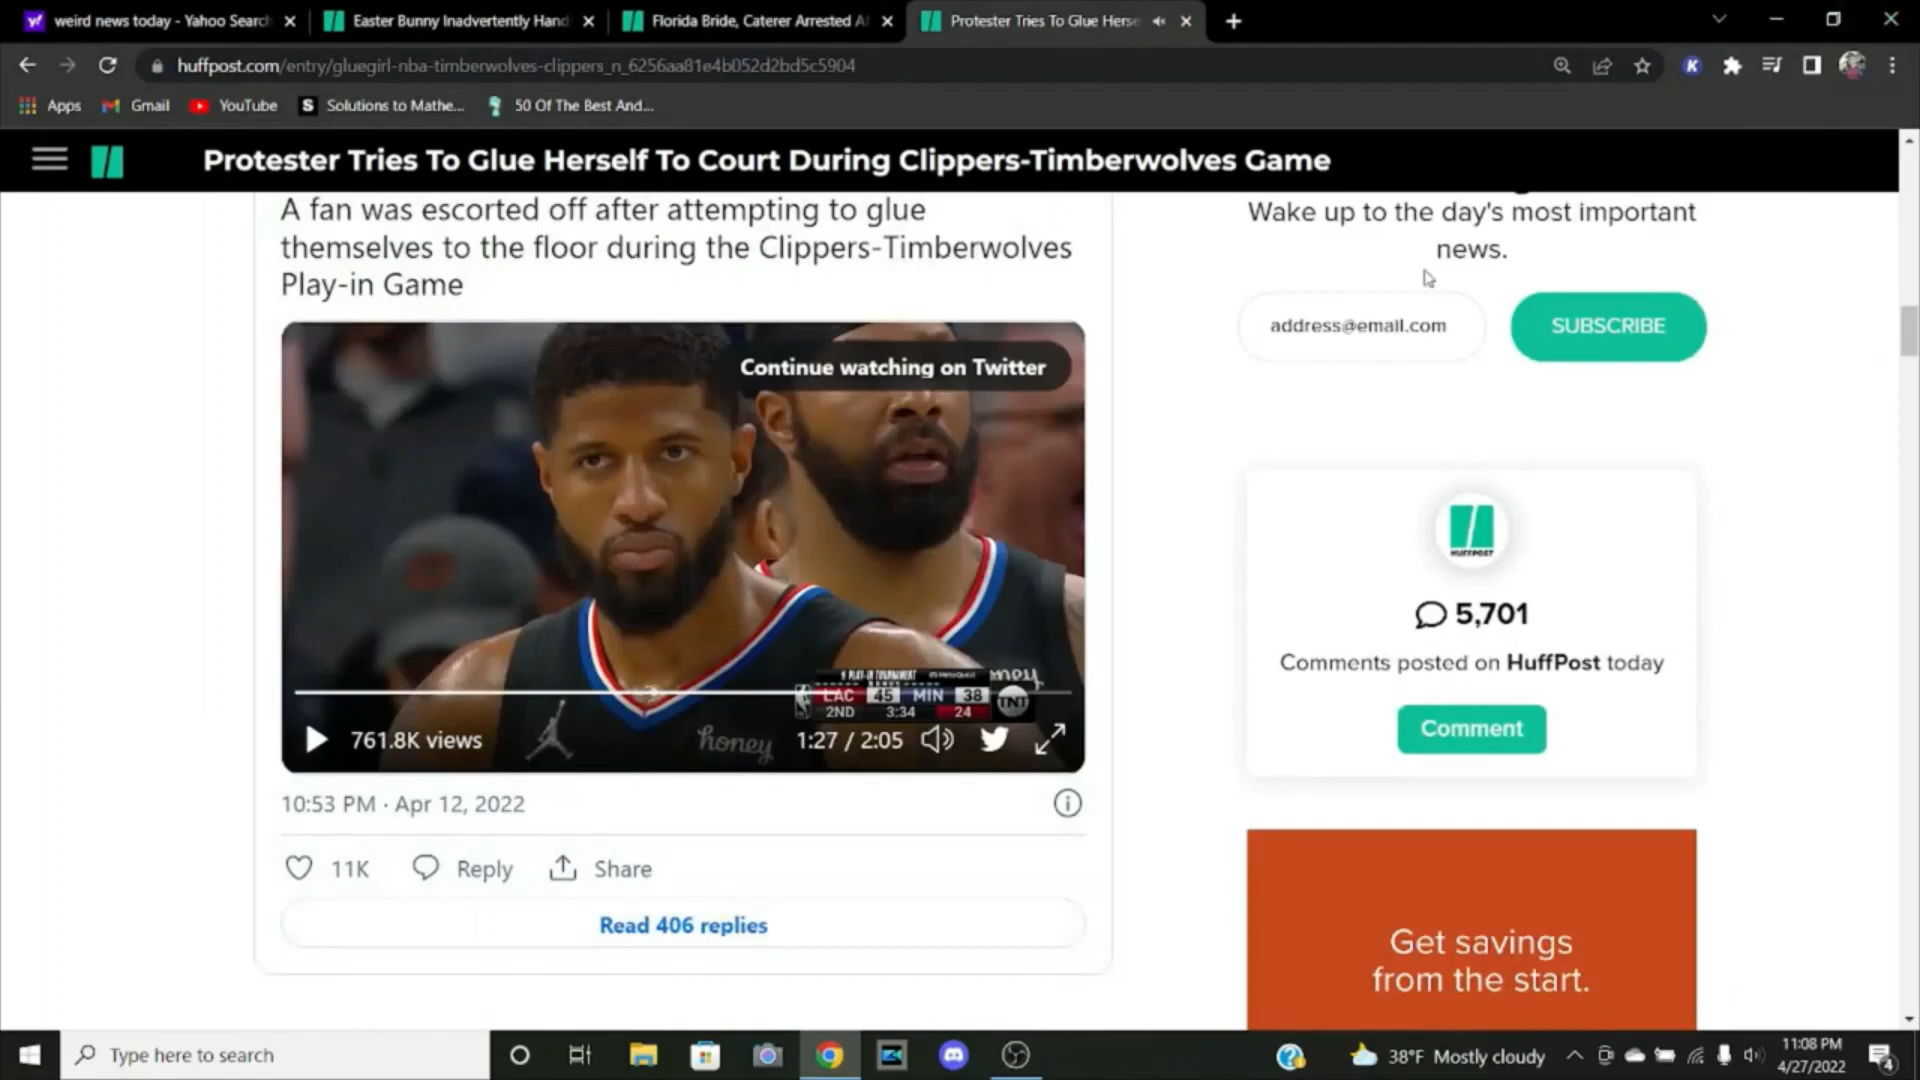 weird news today - Yahoo Search
Easter Bunny Inadvertently Hand
Florida Bride, Caterer Arrested A
Protester Tries To Glue Herse
huffpost.com/entry/gluegirl-nba-timberwolves-clippers_n_6256aa81e4b052d2bd5c5904
K
Apps
Gmail
YouTube
S
Solutions to Mathe...
50 Of The Best And...
Protester Tries To Glue Herself To Court During Clippers-Timberwolves Game
A fan was escorted off after attempting to glue
themselves to the floor during the Clippers-Timberwolves
Play-in Game
Continue watching on Twitter
PLAY-IN TOURNAMENT
LAC 45 MIN 38
2ND 3:34 24
TNT
honey
761.8K views
1:27 / 2:05
10:53 PM · Apr 12, 2022
11K
Reply
Share
Read 406 replies
Wake up to the day's most important
news.
address@email.com
SUBSCRIBE
HUFFPOST
5,701
Comments posted on HuffPost today
Comment
Get savings
from the start.
Type here to search
38°F Mostly cloudy
11:08 PM
4/27/2022
4